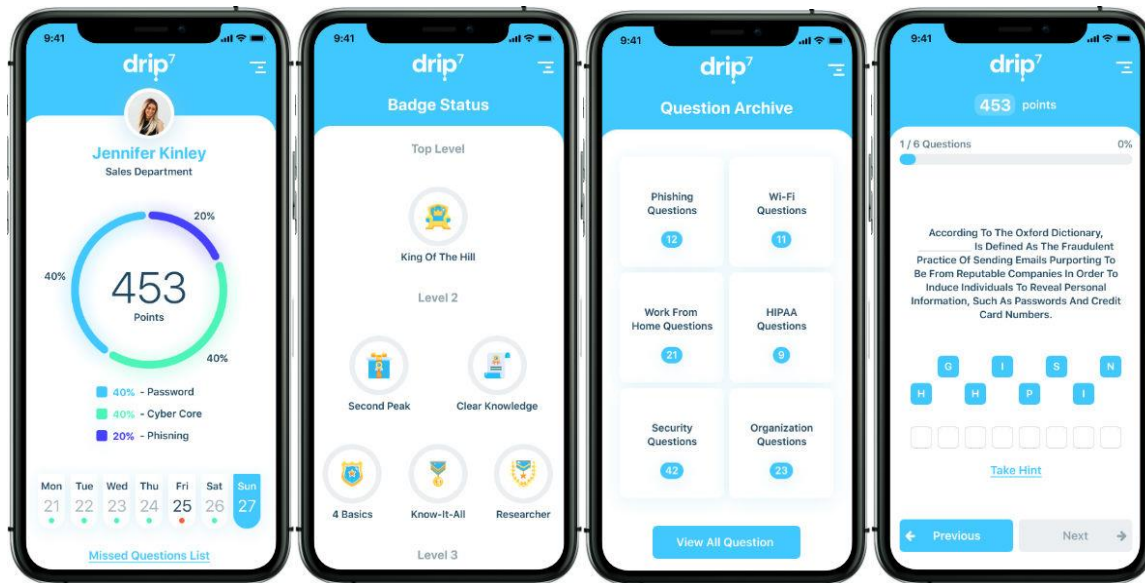 9:41
drip7
Jennifer Kinley
Sales Department
20%
40%
453
Points
40%
40% - Password
40% - Cyber Core
20% - Phisning
Mon Tue Wed Thu Fri Sat Sun
21 22 23 24 25 26 27
Missed Questions List
9:41
drip7
Badge Status
Top Level
King Of The Hill
Level 2
Second Peak Clear Knowledge
4 Basics Know-It-All Researcher
Level 3
9:41
drip7
Question Archive
Phishing
Questions
12
Wi-Fi
Questions
11
Work From
Home Questions
21
HIPAA
Questions
9
Security
Questions
42
Organization
Questions
23
View All Question
9:41
drip7
453 points
1 / 6 Questions 0%
According To The Oxford Dictionary,
__________ Is Defined As The Fraudulent
Practice Of Sending Emails Purporting To
Be From Reputable Companies In Order To
Induce Individuals To Reveal Personal
Information, Such As Passwords And Credit
Card Numbers.
G I S N
H H P I
Take Hint
Previous Next